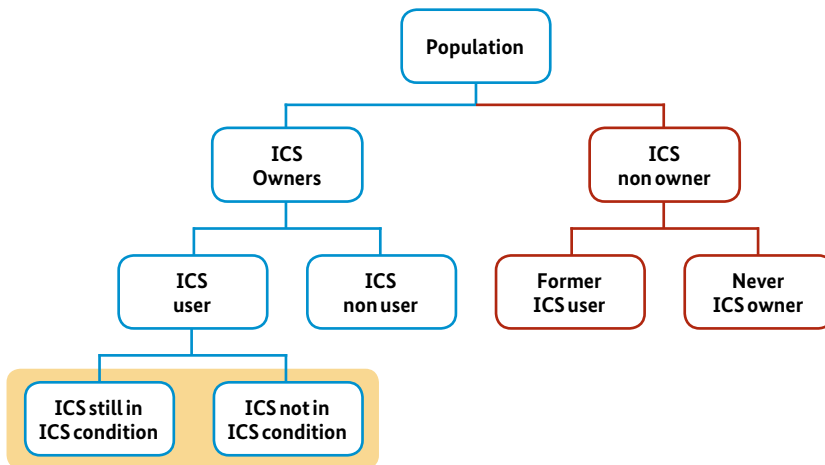 Population
ICS
Owners
ICS
non owner
ICS
user
ICS
non user
Former
ICS user
Never
ICS owner
ICS still in
ICS condition
ICS not in
ICS condition